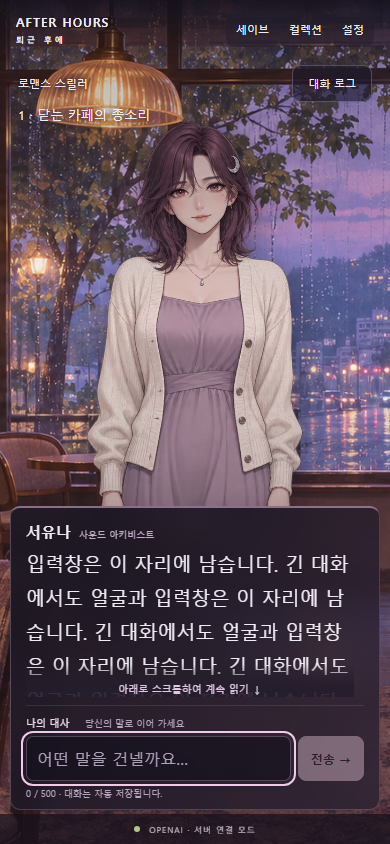 AFTER HOURS
퇴근 후에
세이브 컬렉션 설정
로맨스 스릴러
대화 로그
1 · 닫는 카페의 종소리
서유나 사운드 아키비스트
입력창은 이 자리에 남습니다. 긴 대화
에서도 얼굴과 입력창은 이 자리에 남
습니다. 긴 대화에서도 얼굴과 입력창
은 이 자리에 남습니다. 긴 대화에서도
아래로 스크롤하여 계속 읽기 ↓
나의 대사 당신의 말로 이어 가세요
어떤 말을 건넬까요...
전송 →
0 / 500 · 대화는 자동 저장됩니다.
OPENAI · 서버 연결 모드